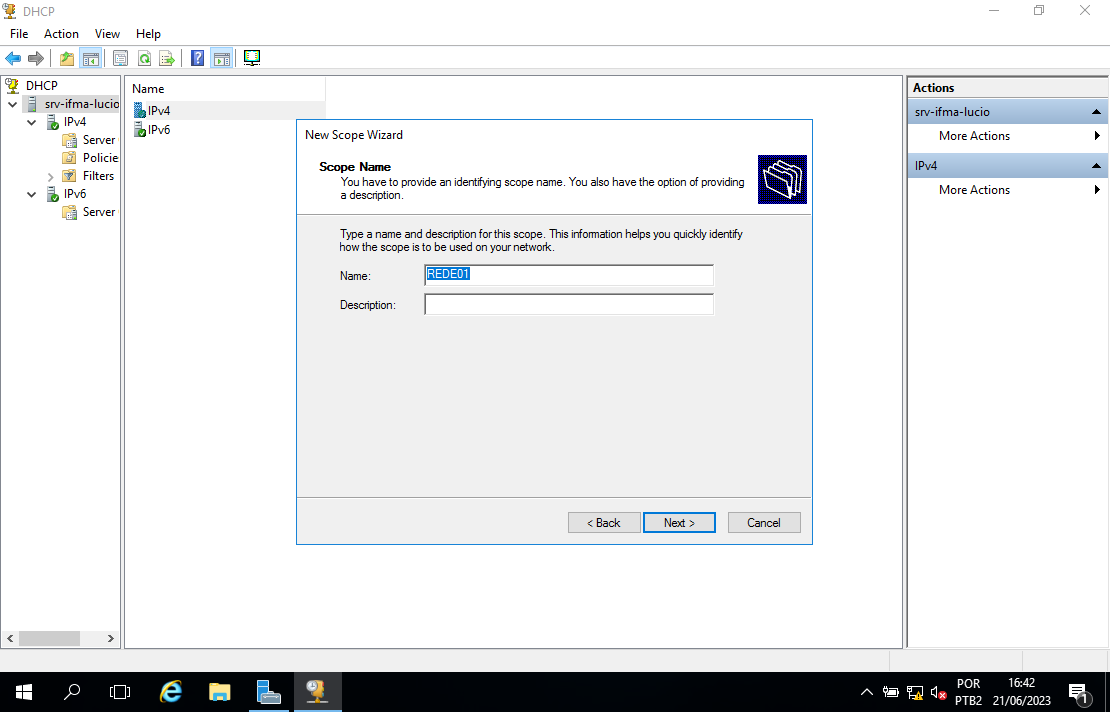 DHCP
File Action View Help
DHCP
srv-ifma-lucio
IPv4
Server
Policie
Filters
IPv6
Server
Name
IPv4
IPv6
New Scope Wizard
Scope Name
You have to provide an identifying scope name. You also have the option of providing
a description.
Type a name and description for this scope. This information helps you quickly identify
how the scope is to be used on your network.
Name:
REDE01
Description:
< Back
Next >
Cancel
Actions
srv-ifma-lucio
More Actions
IPv4
More Actions
POR
PTB2
16:42
21/06/2023
1